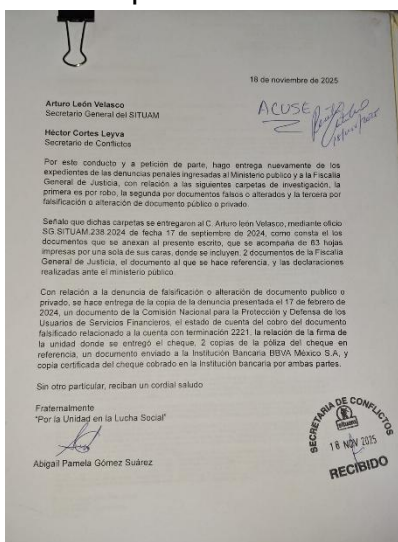 18 de noviembre de 2025
Arturo León Velasco
Secretario General del SITUAM
ACUSE
Héctor Cortes Leyva
Secretario de Conflictos
18/nov/2025
Por este conducto y a petición de parte, hago entrega nuevamente de los
expedientes de las denuncias penales ingresadas al Ministerio publico y a la Fiscalía
General de Justicia, con relación a las siguientes carpetas de investigación, la
primera es por robo, la segunda por documentos falsos o alterados y la tercera por
falsificación o alteración de documento público o privado.
Señalo que dichas carpetas se entregaron al C. Arturo león Velasco, mediante oficio
SG.SITUAM.238.2024 de fecha 17 de septiembre de 2024, como consta el los
documentos que se anexan al presente escrito, que se acompaña de 63 hojas
impresas por una sola de sus caras, donde se incluyen, 2 documentos de la Fiscalía
General de Justicia, el documento al que se hace referencia, y las declaraciones
realizadas ante el ministerio público.
Con relación a la denuncia de falsificación o alteración de documento publico o
privado, se hace entrega de la copia de la denuncia presentada el 17 de febrero de
2024, un documento de la Comisión Nacional para la Protección y Defensa de los
Usuarios de Servicios Financieros, el estado de cuenta del cobro del documento
falsificado relacionado a la cuenta con terminación 2221, la relación de la firma de
la unidad donde se entregó el cheque, 2 copias de la póliza del cheque en
referencia, un documento enviado a la Institución Bancaria BBVA México S.A, y
copia certificada del cheque cobrado en la Institución bancaria por ambas partes.
Sin otro particular, reciban un cordial saludo
Fraternalmente
"Por la Unidad en la Lucha Social"
Abigail Pamela Gómez Suárez
SECRETARIA DE CONFLICTOS
situam
18 NOV 2025
RECIBIDO